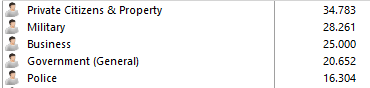 Private Citizens & Property 34.783
Military 28.261
Business 25.000
Government (General) 20.652
Police 16.304